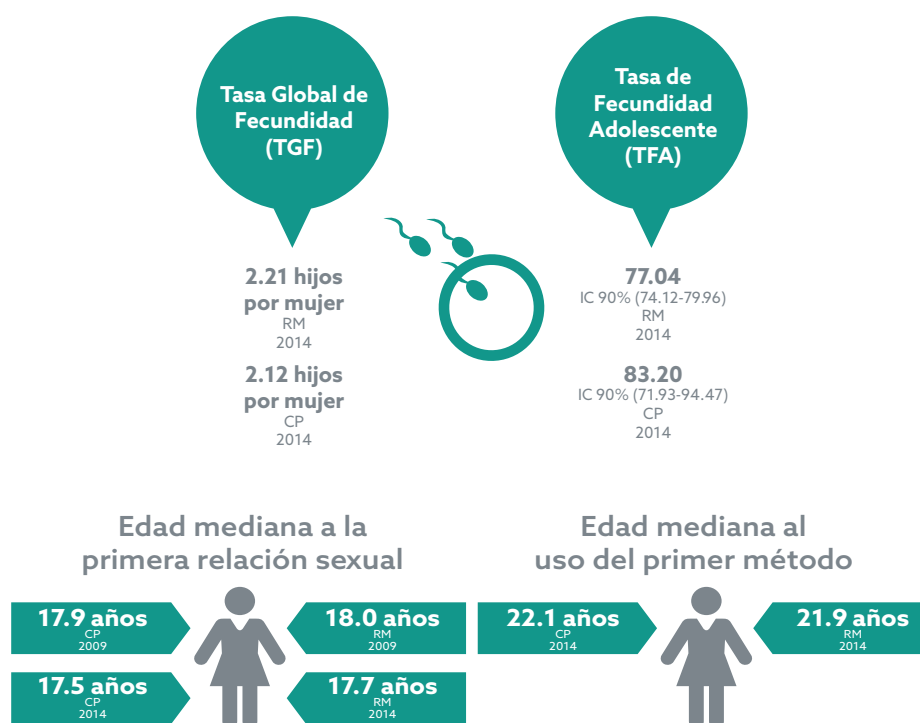 Tasa Global de
Fecundidad
(TGF)
2.21 hijos
por mujer
RM
2014
2.12 hijos
por mujer
CP
2014
Tasa de
Fecundidad
Adolescente
(TFA)
77.04
IC 90% (74.12-79.96)
RM
2014
83.20
IC 90% (71.93-94.47)
CP
2014
Edad mediana a la
primera relación sexual
17.9 años
CP
2009
18.0 años
RM
2009
17.5 años
CP
2014
17.7 años
RM
2014
Edad mediana al
uso del primer método
22.1 años
CP
2014
21.9 años
RM
2014